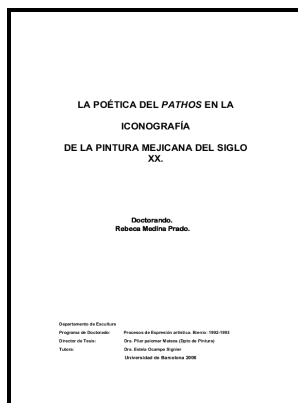 LA POÉTICA DEL PATHOS EN LA
ICONOGRAFÍA
DE LA PINTURA MEJICANA DEL SIGLO
XX.
Doctorando.
Rebeca Medina Prado.
Departamento de Escultura
Programa de Doctorado: Procesos de Expresión artística. Bienio: 1992-1993
Director de Tesis: Dra. Pilar palomer Mateos (Dpto de Pintura)
Tutora: Dra. Estela Ocampo Signier
Universidad de Barcelona 2006